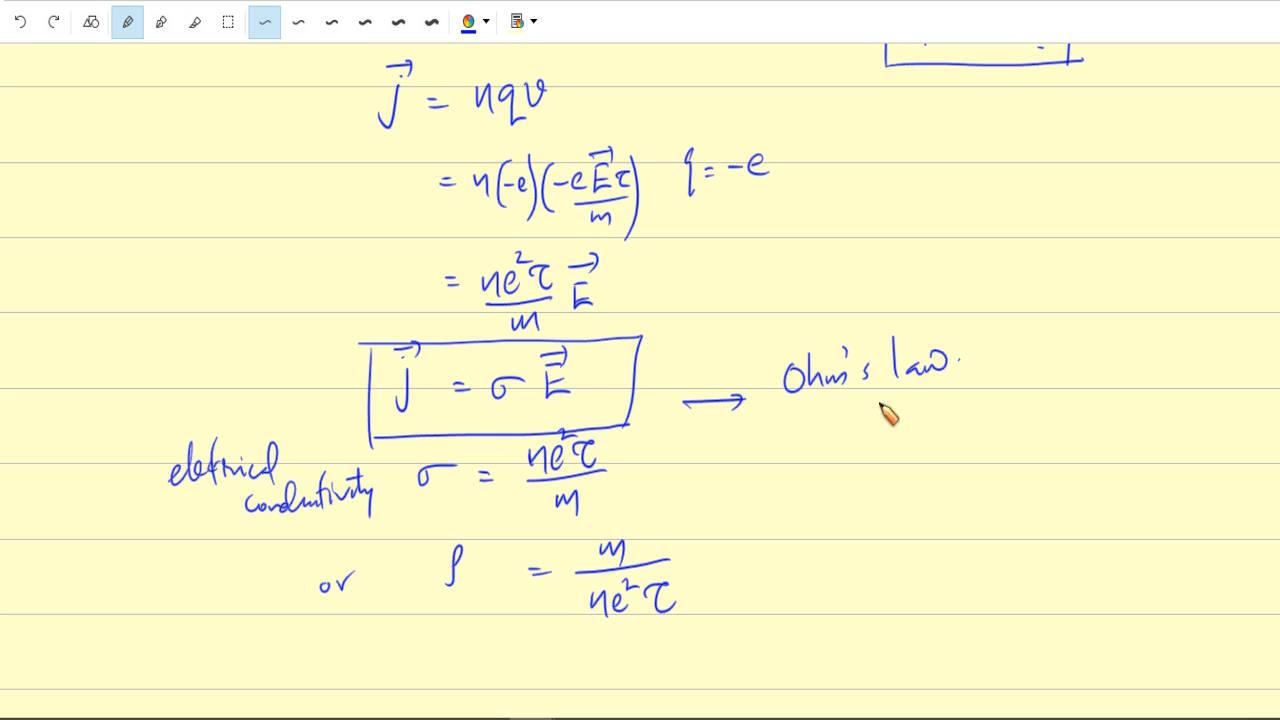 j⃗ = nqv
= n(-e)(-eE⃗τ/m) q = -e
= ne²τ/m E⃗
j⃗ = σ E⃗ → Ohm's law.
electrical conductivity σ = ne²τ/m
or ρ = m/ne²τ